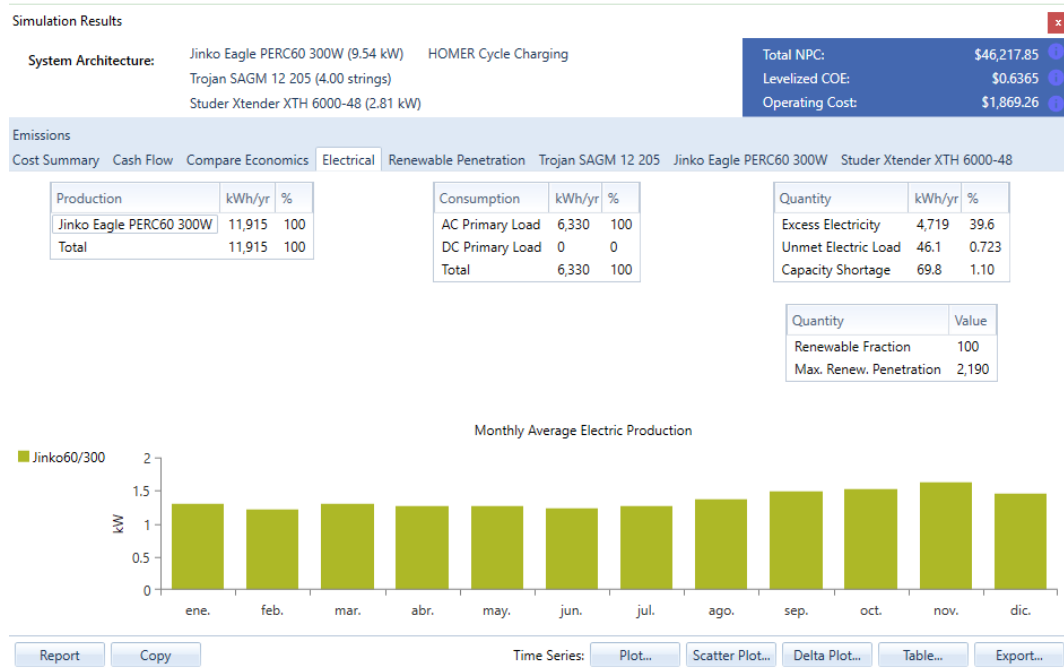 Simulation Results
x
System Architecture:
Jinko Eagle PERC60 300W (9.54 kW) HOMER Cycle Charging
Trojan SAGM 12 205 (4.00 strings)
Studer Xtender XTH 6000-48 (2.81 kW)
Total NPC: $46,217.85
Levelized COE: $0.6365
Operating Cost: $1,869.26
Emissions
Cost Summary Cash Flow Compare Economics Electrical Renewable Penetration Trojan SAGM 12 205 Jinko Eagle PERC60 300W Studer Xtender XTH 6000-48
Production kWh/yr %
Jinko Eagle PERC60 300W 11,915 100
Total 11,915 100
Consumption kWh/yr %
AC Primary Load 6,330 100
DC Primary Load 0 0
Total 6,330 100
Quantity kWh/yr %
Excess Electricity 4,719 39.6
Unmet Electric Load 46.1 0.723
Capacity Shortage 69.8 1.10
Quantity Value
Renewable Fraction 100
Max. Renew. Penetration 2,190
Monthly Average Electric Production
Jinko60/300
kW
2
1.5
1
0.5
0
ene. feb. mar. abr. may. jun. jul. ago. sep. oct. nov. dic.
Report Copy Time Series: Plot... Scatter Plot... Delta Plot... Table... Export...